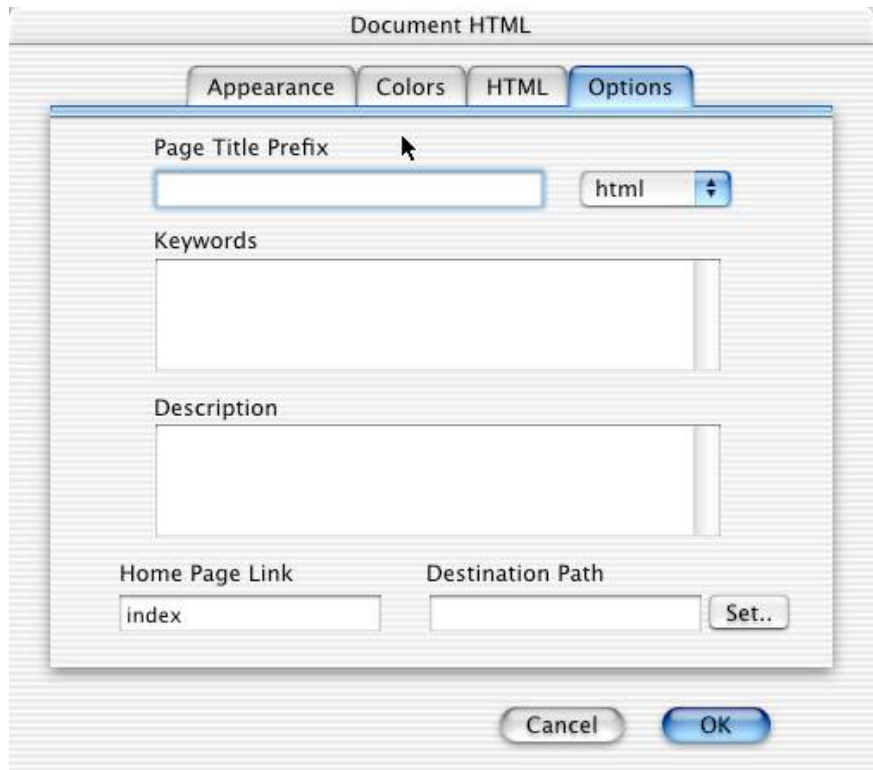 Document HTML
Appearance Colors HTML Options
Page Title Prefix
html
Keywords
Description
Home Page Link Destination Path
index Set..
Cancel OK